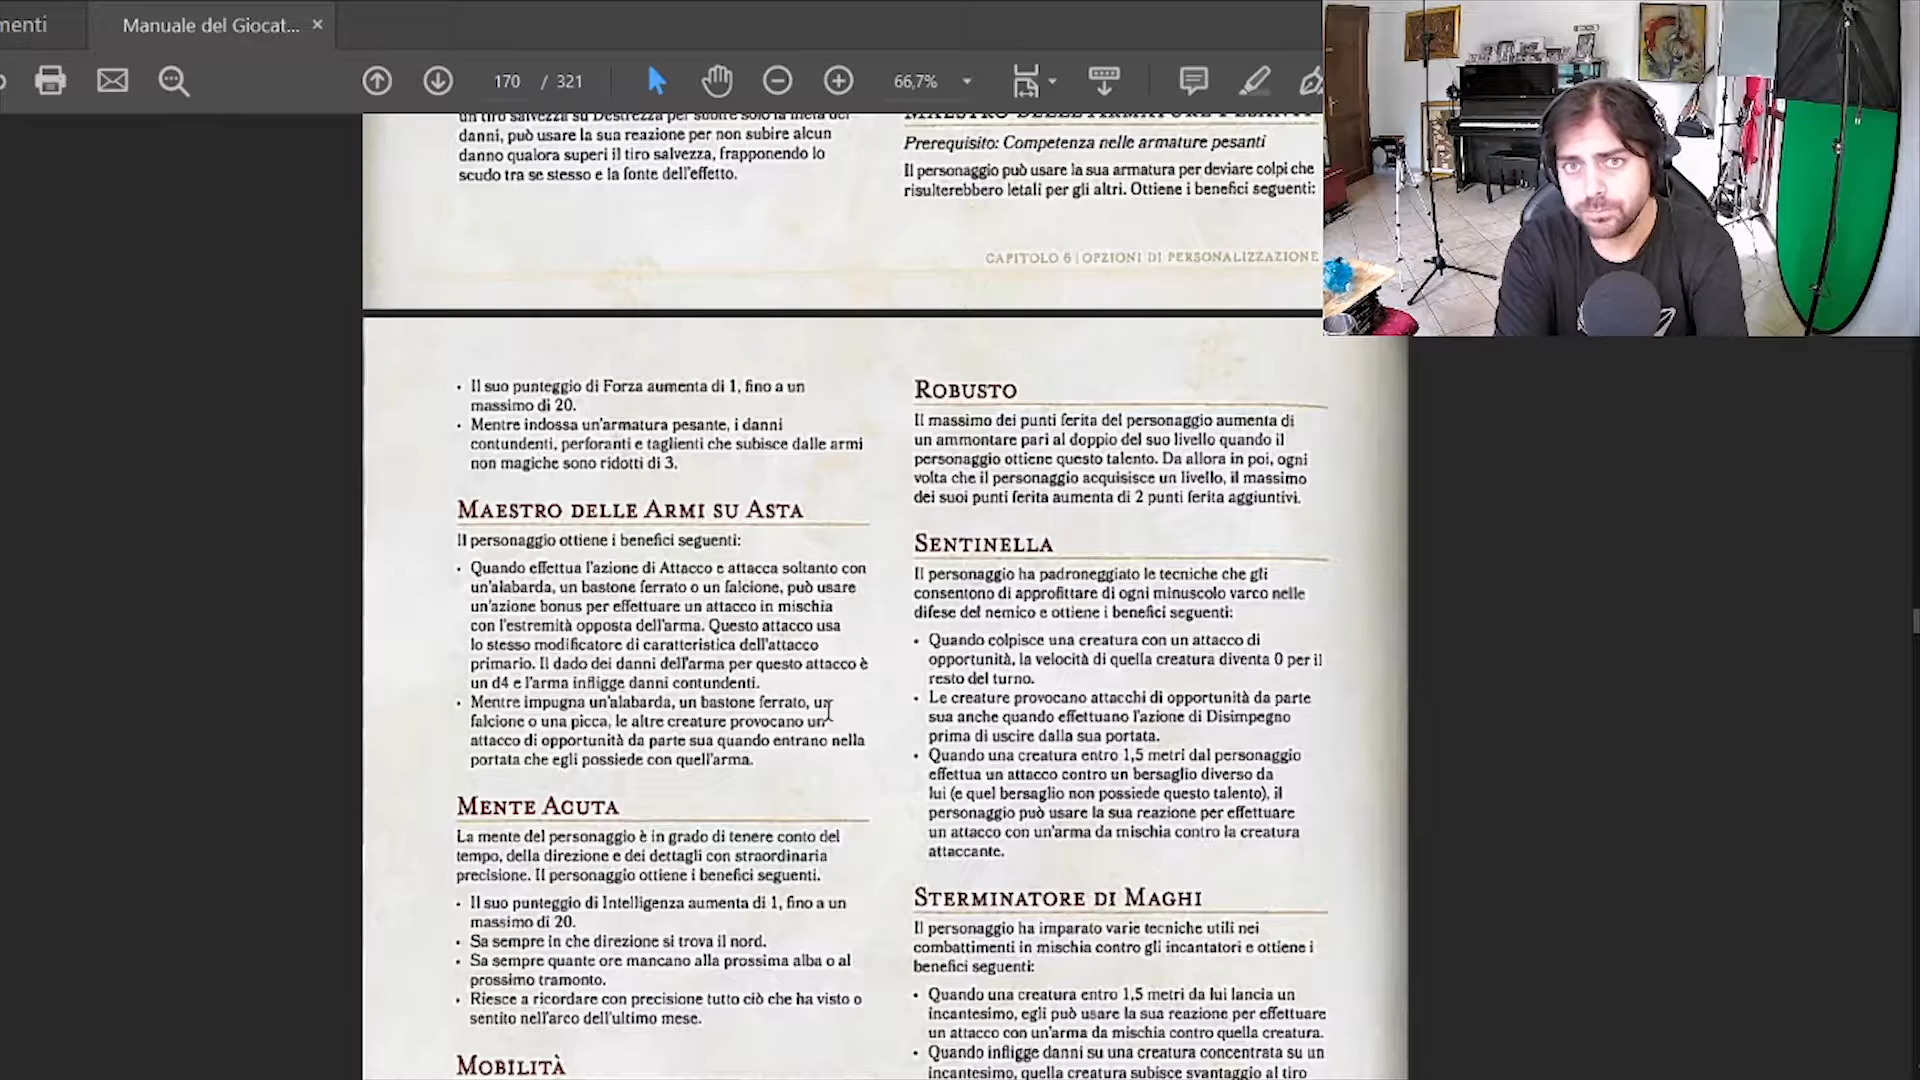 menti
Manuale del Giocat... ×
170 / 321
66,7%
un tiro salvezza su Destrezza per subire solo la metà dei
danni, può usare la sua reazione per non subire alcun
danno qualora superi il tiro salvezza, frapponendo lo
scudo tra se stesso e la fonte dell'effetto.
MAESTRO DELLE ARMATURE PESANTI
Prerequisito: Competenza nelle armature pesanti
Il personaggio può usare la sua armatura per deviare colpi che
risulterebbero letali per gli altri. Ottiene i benefici seguenti:
CAPITOLO 6 | OPZIONI DI PERSONALIZZAZIONE
• Il suo punteggio di Forza aumenta di 1, fino a un
massimo di 20.
• Mentre indossa un'armatura pesante, i danni
contundenti, perforanti e taglienti che subisce dalle armi
non magiche sono ridotti di 3.
MAESTRO DELLE ARMI SU ASTA
Il personaggio ottiene i benefici seguenti:
• Quando effettua l'azione di Attacco e attacca soltanto con
un'alabarda, un bastone ferrato o un falcione, può usare
un'azione bonus per effettuare un attacco in mischia
con l'estremità opposta dell'arma. Questo attacco usa
lo stesso modificatore di caratteristica dell'attacco
primario. Il dado dei danni dell'arma per questo attacco è
un d4 e l'arma infligge danni contundenti.
• Mentre impugna un'alabarda, un bastone ferrato, un
falcione o una picca, le altre creature provocano un
attacco di opportunità da parte sua quando entrano nella
portata che egli possiede con quell'arma.
MENTE ACUTA
La mente del personaggio è in grado di tenere conto del
tempo, della direzione e dei dettagli con straordinaria
precisione. Il personaggio ottiene i benefici seguenti.
• Il suo punteggio di Intelligenza aumenta di 1, fino a un
massimo di 20.
• Sa sempre in che direzione si trova il nord.
• Sa sempre quante ore mancano alla prossima alba o al
prossimo tramonto.
• Riesce a ricordare con precisione tutto ciò che ha visto o
sentito nell'arco dell'ultimo mese.
MOBILITÀ
ROBUSTO
Il massimo dei punti ferita del personaggio aumenta di
un ammontare pari al doppio del suo livello quando il
personaggio ottiene questo talento. Da allora in poi, ogni
volta che il personaggio acquisisce un livello, il massimo
dei suoi punti ferita aumenta di 2 punti ferita aggiuntivi.
SENTINELLA
Il personaggio ha padroneggiato le tecniche che gli
consentono di approfittare di ogni minuscolo varco nelle
difese del nemico e ottiene i benefici seguenti:
• Quando colpisce una creatura con un attacco di
opportunità, la velocità di quella creatura diventa 0 per il
resto del turno.
• Le creature provocano attacchi di opportunità da parte
sua anche quando effettuano l'azione di Disimpegno
prima di uscire dalla sua portata.
• Quando una creatura entro 1,5 metri dal personaggio
effettua un attacco contro un bersaglio diverso da
lui (e quel bersaglio non possiede questo talento), il
personaggio può usare la sua reazione per effettuare
un attacco con un'arma da mischia contro la creatura
attaccante.
STERMINATORE DI MAGHI
Il personaggio ha imparato varie tecniche utili nei
combattimenti in mischia contro gli incantatori e ottiene i
benefici seguenti:
• Quando una creatura entro 1,5 metri da lui lancia un
incantesimo, egli può usare la sua reazione per effettuare
un attacco con un'arma da mischia contro quella creatura.
• Quando infligge danni su una creatura concentrata su un
incantesimo, quella creatura subisce svantaggio al tiro